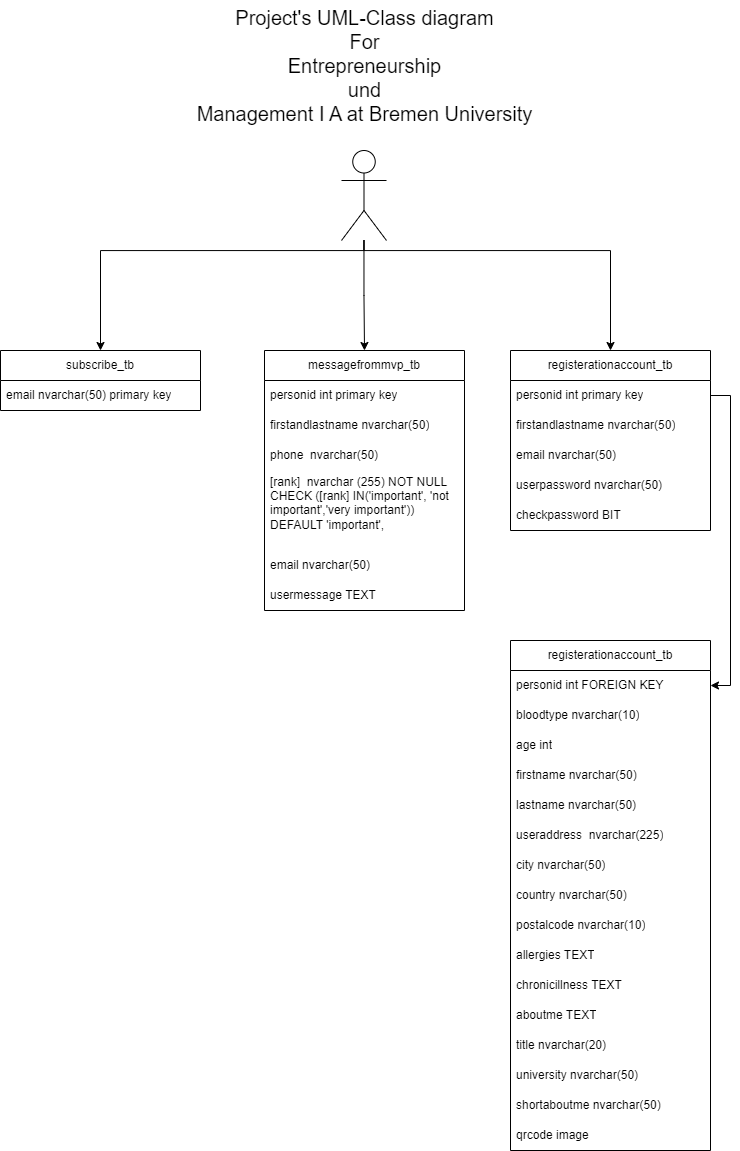 Project's UML-Class diagram
For
Entrepreneurship
und
Management I A at Bremen University
subscribe_tb
email nvarchar(50) primary key
messagefrommvp_tb
personid int primary key
firstandlastname nvarchar(50)
phone  nvarchar(50)
[rank]  nvarchar (255) NOT NULL
CHECK ([rank] IN('important', 'not
important','very important'))
DEFAULT 'important',
email nvarchar(50)
usermessage TEXT
registerationaccount_tb
personid int primary key
firstandlastname nvarchar(50)
email nvarchar(50)
userpassword nvarchar(50)
checkpassword BIT
registerationaccount_tb
personid int FOREIGN KEY
bloodtype nvarchar(10)
age int
firstname nvarchar(50)
lastname nvarchar(50)
useraddress  nvarchar(225)
city nvarchar(50)
country nvarchar(50)
postalcode nvarchar(10)
allergies TEXT
chronicillness TEXT
aboutme TEXT
title nvarchar(20)
university nvarchar(50)
shortaboutme nvarchar(50)
qrcode image